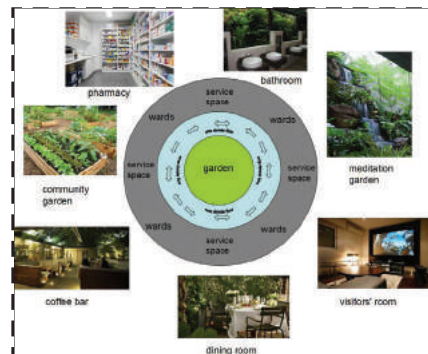 pharmacy
bathroom
service
space
wards
wards
community
garden
service
space
garden
service
space
meditation
garden
wards
wards
service
space
coffee bar
visitors' room
dining room